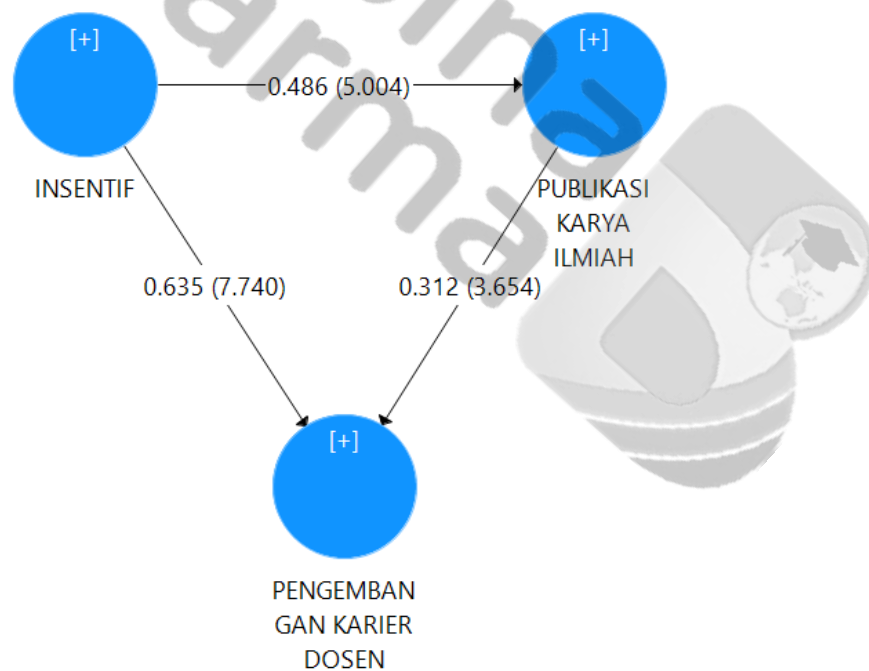 [+]
[+]
0.486 (5.004)
INSENTIF
PUBLIKASI
KARYA
ILMIAH
0.635 (7.740)
0.312 (3.654)
[+]
PENGEMBAN
GAN KARIER
DOSEN